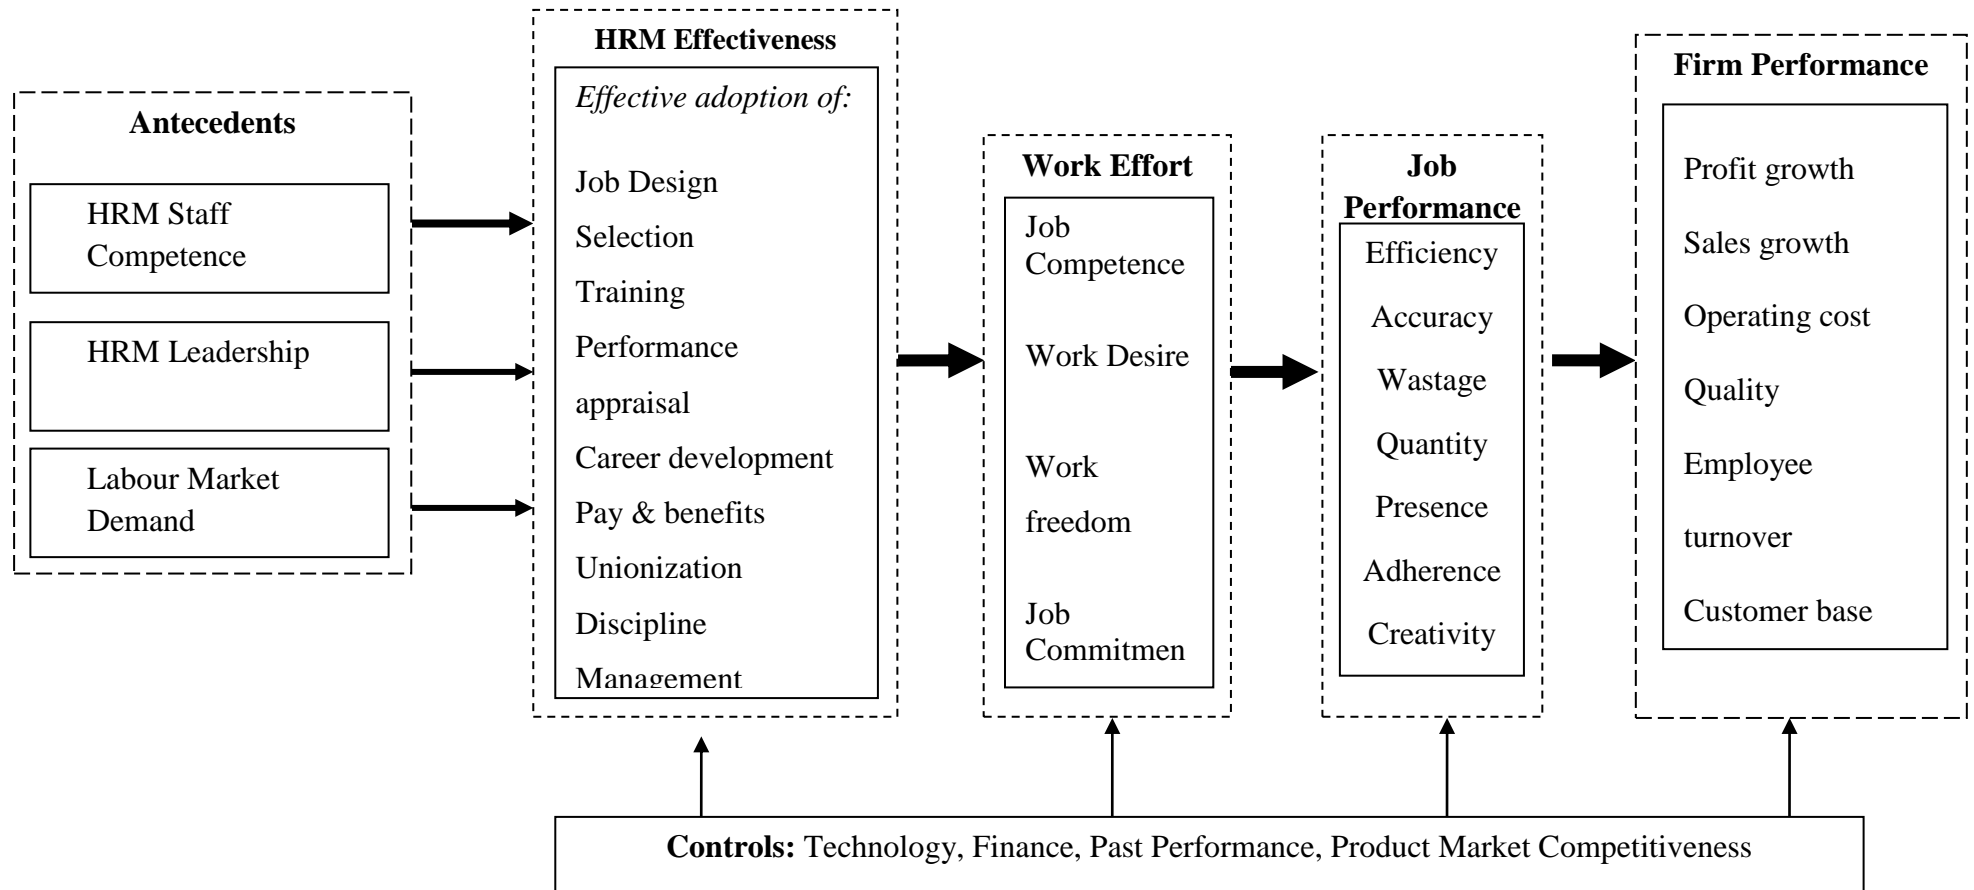 Antecedents
HRM Staff
Competence
HRM Leadership
Labour Market
Demand
HRM Effectiveness
Effective adoption of:
Job Design
Selection
Training
Performance
appraisal
Career development
Pay & benefits
Unionization
Discipline
Management
Work Effort
Job
Competence
Work Desire
Work
freedom
Job
Commitmen
Job
Performance
Efficiency
Accuracy
Wastage
Quantity
Presence
Adherence
Creativity
Firm Performance
Profit growth
Sales growth
Operating cost
Quality
Employee
turnover
Customer base
Controls: Technology, Finance, Past Performance, Product Market Competitiveness